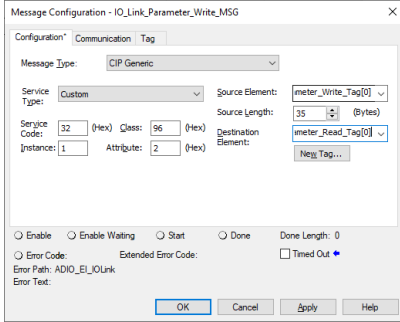 Message Configuration - IO_Link_Parameter_Write_MSG
Configuration* Communication Tag
Message Type: CIP Generic
Service Type: Custom
Source Element: ımeter_Write_Tag[0]
Source Length: 35 (Bytes)
Service Code: 32 (Hex) Class: 96 (Hex)
Destination Element: ımeter_Read_Tag[0]
Instance: 1 Attribute: 2 (Hex)
New Tag...
Enable Enable Waiting Start Done Done Length: 0
Error Code: Extended Error Code: Timed Out
Error Path: ADIO_EI_IOLink
Error Text:
OK Cancel Apply Help